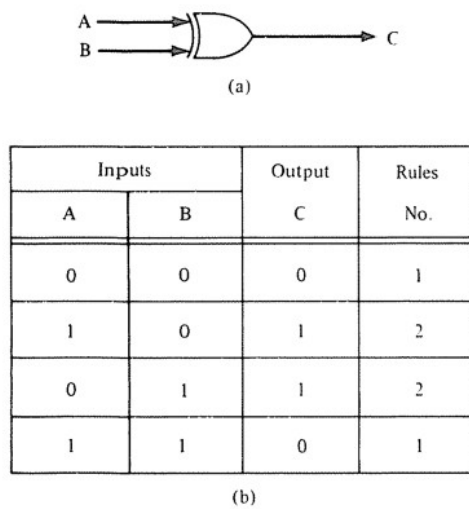 A
B
C
(a)
Inputs Output Rules
A B C No.
0 0 0 1
1 0 1 2
0 1 1 2
1 1 0 1
(b)